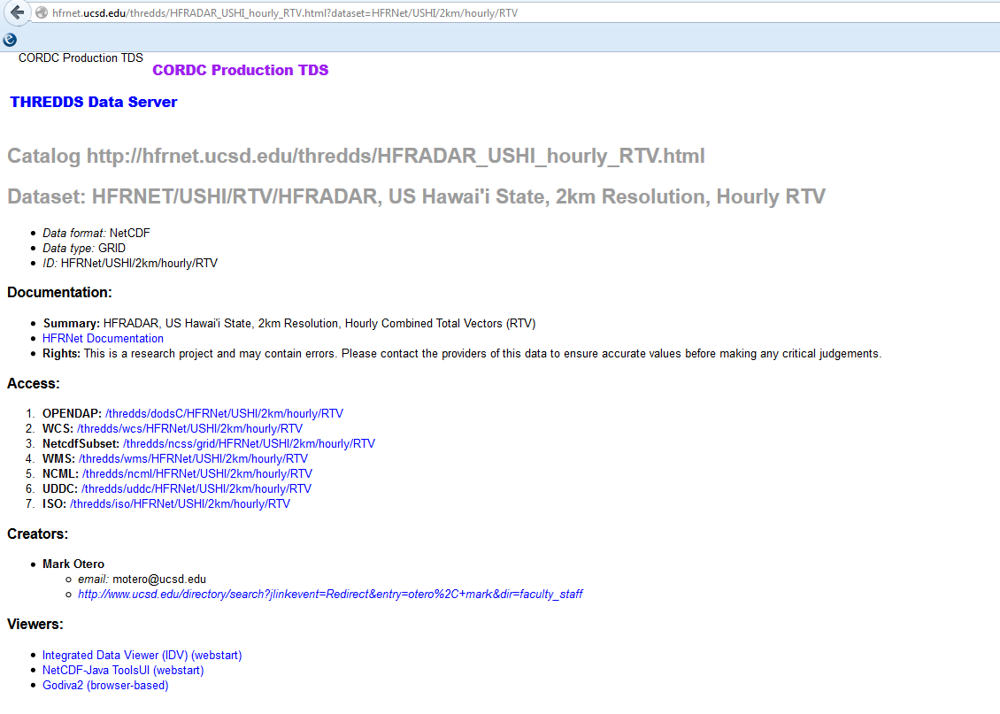 hfrnet.ucsd.edu/thredds/HFRADAR_USHI_hourly_RTV.html?dataset=HFRNet/USHI/2km/hourly/RTV
CORDC Production TDS
CORDC Production TDS
THREDDS Data Server
Catalog http://hfrnet.ucsd.edu/thredds/HFRADAR_USHI_hourly_RTV.html
Dataset: HFRNET/USHI/RTV/HFRADAR, US Hawai'i State, 2km Resolution, Hourly RTV
Data format: NetCDF
Data type: GRID
ID: HFRNet/USHI/2km/hourly/RTV
Documentation:
Summary: HFRADAR, US Hawai'i State, 2km Resolution, Hourly Combined Total Vectors (RTV)
HFRNet Documentation
Rights: This is a research project and may contain errors. Please contact the providers of this data to ensure accurate values before making any critical judgements.
Access:
1. OPENDAP: /thredds/dodsC/HFRNet/USHI/2km/hourly/RTV
2. WCS: /thredds/wcs/HFRNet/USHI/2km/hourly/RTV
3. NetcdfSubset: /thredds/ncss/grid/HFRNet/USHI/2km/hourly/RTV
4. WMS: /thredds/wms/HFRNet/USHI/2km/hourly/RTV
5. NCML: /thredds/ncml/HFRNet/USHI/2km/hourly/RTV
6. UDDC: /thredds/uddc/HFRNet/USHI/2km/hourly/RTV
7. ISO: /thredds/iso/HFRNet/USHI/2km/hourly/RTV
Creators:
Mark Otero
email: motero@ucsd.edu
http://www.ucsd.edu/directory/search?jlinkevent=Redirect&entry=otero%2C+mark&dir=faculty_staff
Viewers:
Integrated Data Viewer (IDV) (webstart)
NetCDF-Java ToolsUI (webstart)
Godiva2 (browser-based)